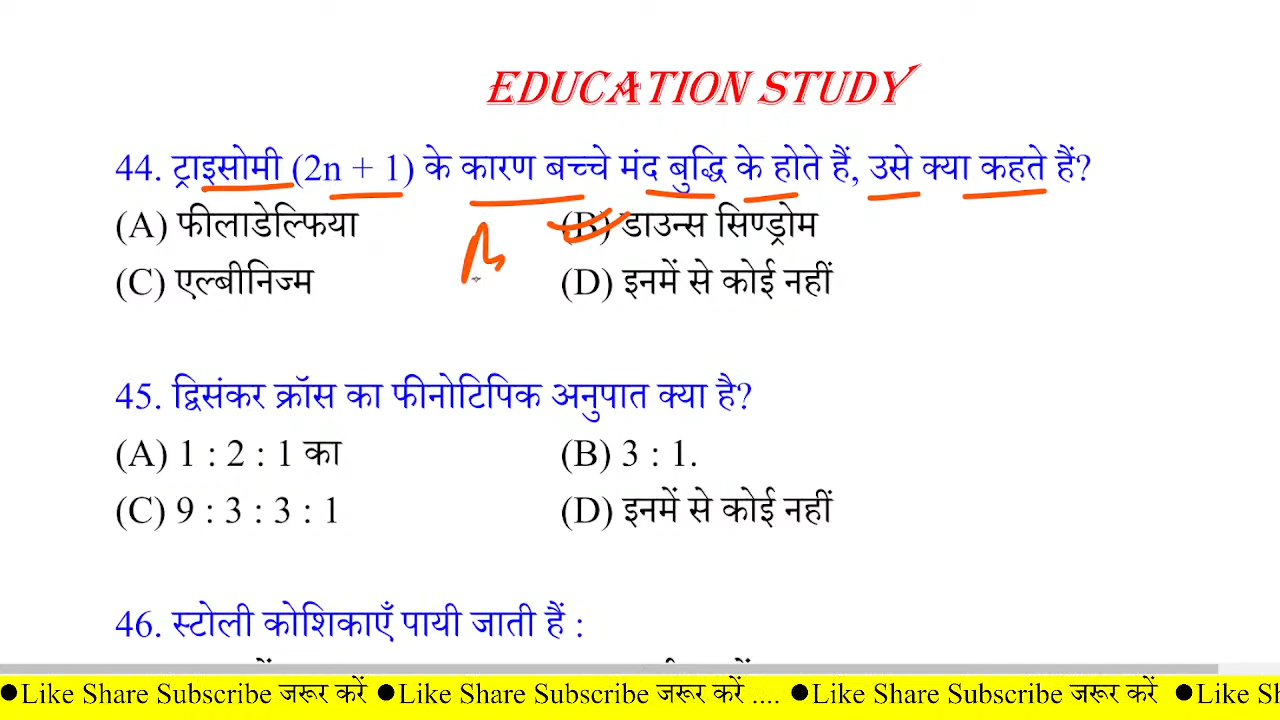 EDUCATION STUDY
44. ट्राइसोमी (2n + 1) के कारण बच्चे मंद बुद्धि के होते हैं, उसे क्या कहते हैं?
(A) फीलाडेल्फिया (B) डाउन्स सिण्ड्रोम
B
(C) एल्बीनिज्म (D) इनमें से कोई नहीं
45. द्विसंकर क्रॉस का फीनोटिपिक अनुपात क्या है?
(A) 1 : 2 : 1 का (B) 3 : 1.
(C) 9 : 3 : 3 : 1 (D) इनमें से कोई नहीं
46. स्टोली कोशिकाएँ पायी जाती हैं :
●Like Share Subscribe जरूर करें ●Like Share Subscribe जरूर करें .... ●Like Share Subscribe जरूर करें ●Like S